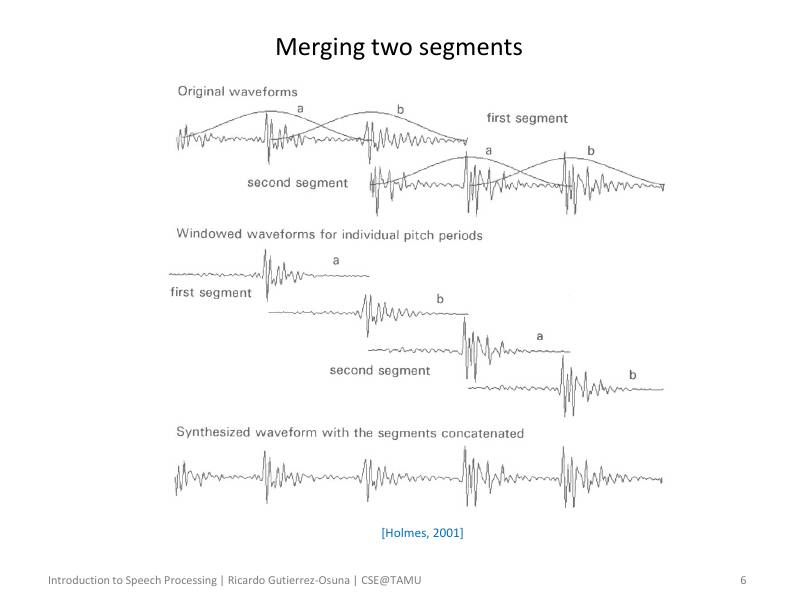 Merging two segments
Original waveforms
a
b
first segment
a
b
second segment
Windowed waveforms for individual pitch periods
a
first segment
b
a
second segment
b
Synthesized waveform with the segments concatenated
[Holmes, 2001]
Introduction to Speech Processing | Ricardo Gutierrez-Osuna | CSE@TAMU
6